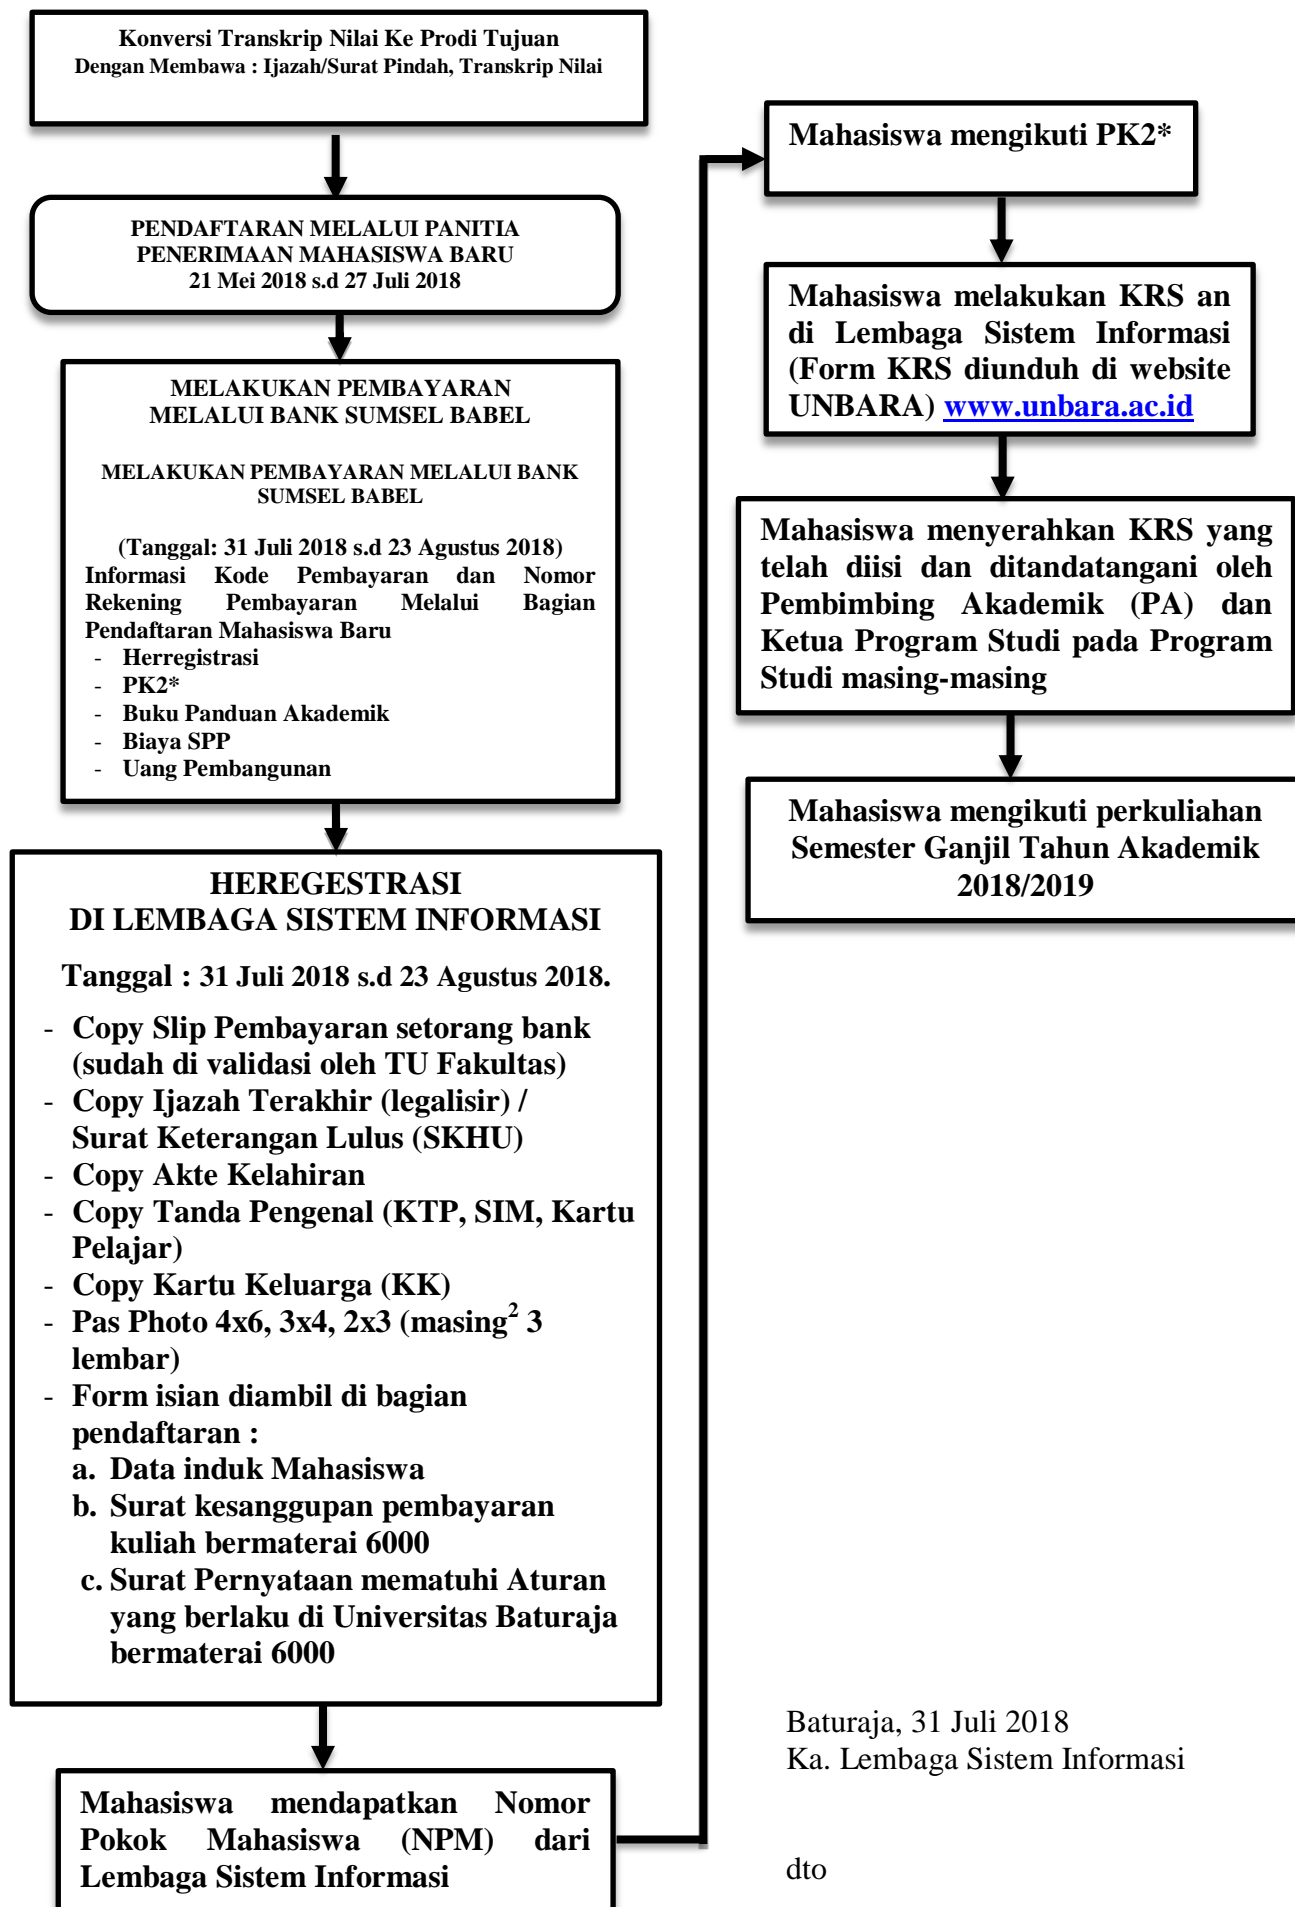 Konversi Transkrip Nilai Ke Prodi Tujuan
Dengan Membawa : Ijazah/Surat Pindah, Transkrip Nilai
PENDAFTARAN MELALUI PANITIA
PENERIMAAN MAHASISWA BARU
21 Mei 2018 s.d 27 Juli 2018
MELAKUKAN PEMBAYARAN
MELALUI BANK SUMSEL BABEL
MELAKUKAN PEMBAYARAN MELALUI BANK
SUMSEL BABEL
(Tanggal: 31 Juli 2018 s.d 23 Agustus 2018)
Informasi Kode Pembayaran dan Nomor
Rekening Pembayaran Melalui Bagian
Pendaftaran Mahasiswa Baru
- Herregistrasi
- PK2*
- Buku Panduan Akademik
- Biaya SPP
- Uang Pembangunan
HEREGESTRASI
DI LEMBAGA SISTEM INFORMASI
Tanggal : 31 Juli 2018 s.d 23 Agustus 2018.
- Copy Slip Pembayaran setorang bank
(sudah di validasi oleh TU Fakultas)
- Copy Ijazah Terakhir (legalisir) /
Surat Keterangan Lulus (SKHU)
- Copy Akte Kelahiran
- Copy Tanda Pengenal (KTP, SIM, Kartu
Pelajar)
- Copy Kartu Keluarga (KK)
- Pas Photo 4x6, 3x4, 2x3 (masing² 3
lembar)
- Form isian diambil di bagian
pendaftaran :
a. Data induk Mahasiswa
b. Surat kesanggupan pembayaran
kuliah bermaterai 6000
c. Surat Pernyataan mematuhi Aturan
yang berlaku di Universitas Baturaja
bermaterai 6000
Mahasiswa mendapatkan Nomor
Pokok Mahasiswa (NPM) dari
Lembaga Sistem Informasi
Mahasiswa mengikuti PK2*
Mahasiswa melakukan KRS an
di Lembaga Sistem Informasi
(Form KRS diunduh di website
UNBARA) www.unbara.ac.id
Mahasiswa menyerahkan KRS yang
telah diisi dan ditandatangani oleh
Pembimbing Akademik (PA) dan
Ketua Program Studi pada Program
Studi masing-masing
Mahasiswa mengikuti perkuliahan
Semester Ganjil Tahun Akademik
2018/2019
Baturaja, 31 Juli 2018
Ka. Lembaga Sistem Informasi
dto